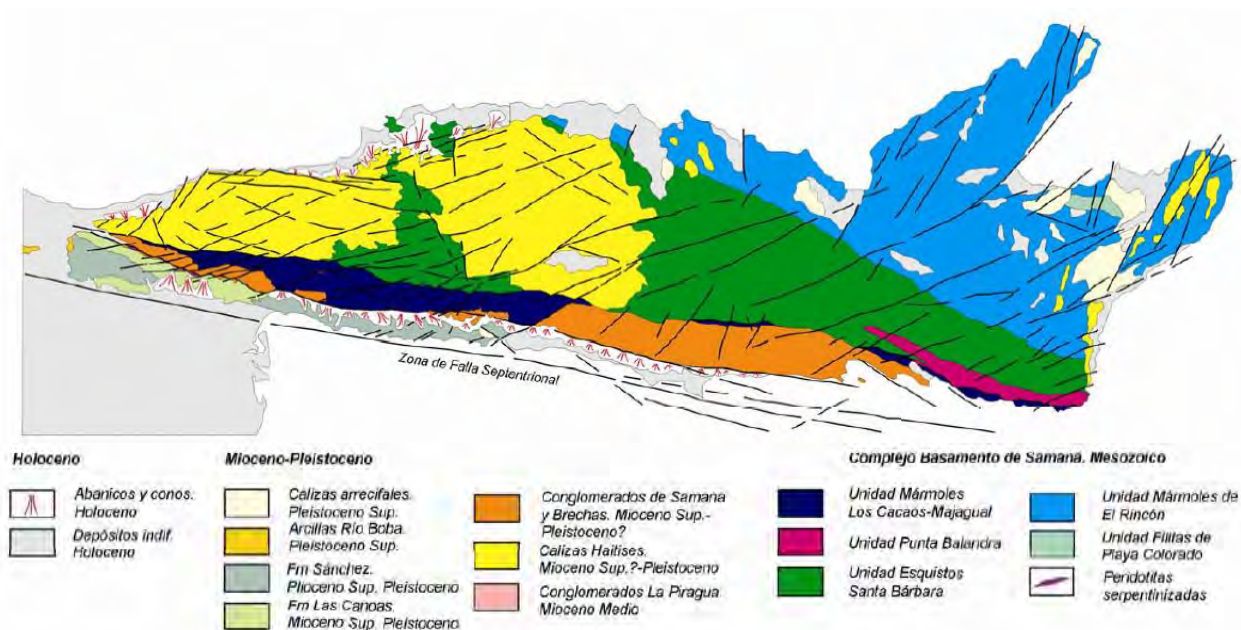 Zona de Falla Septentrional
Holoceno
Abanicos y conos.
Holoceno
Depósitos indif.
Holoceno
Mioceno-Pleistoceno
Calizas arrecifales.
Pleistoceno Sup.
Arcillas Río Boba.
Pleistoceno Sup.
Fm Sánchez.
Plioceno Sup. Pleistoceno
Fm Las Canoas.
Mioceno Sup. Pleistoceno
Conglomerados de Samana
y Brechas. Mioceno Sup.-
Pleistoceno?
Calizas Haitises.
Mioceno Sup.?-Pleistoceno
Conglomerados La Piragua
Mioceno Medio
Complejo Basamento de Samaná. Mesozoico
Unidad Mármoles
Los Cacaos-Majagual
Unidad Punta Balandra
Unidad Esquistos
Santa Bárbara
Unidad Mármoles de
El Rincón
Unidad Filitas de
Playa Colorado
Peridotitas
serpentinizadas